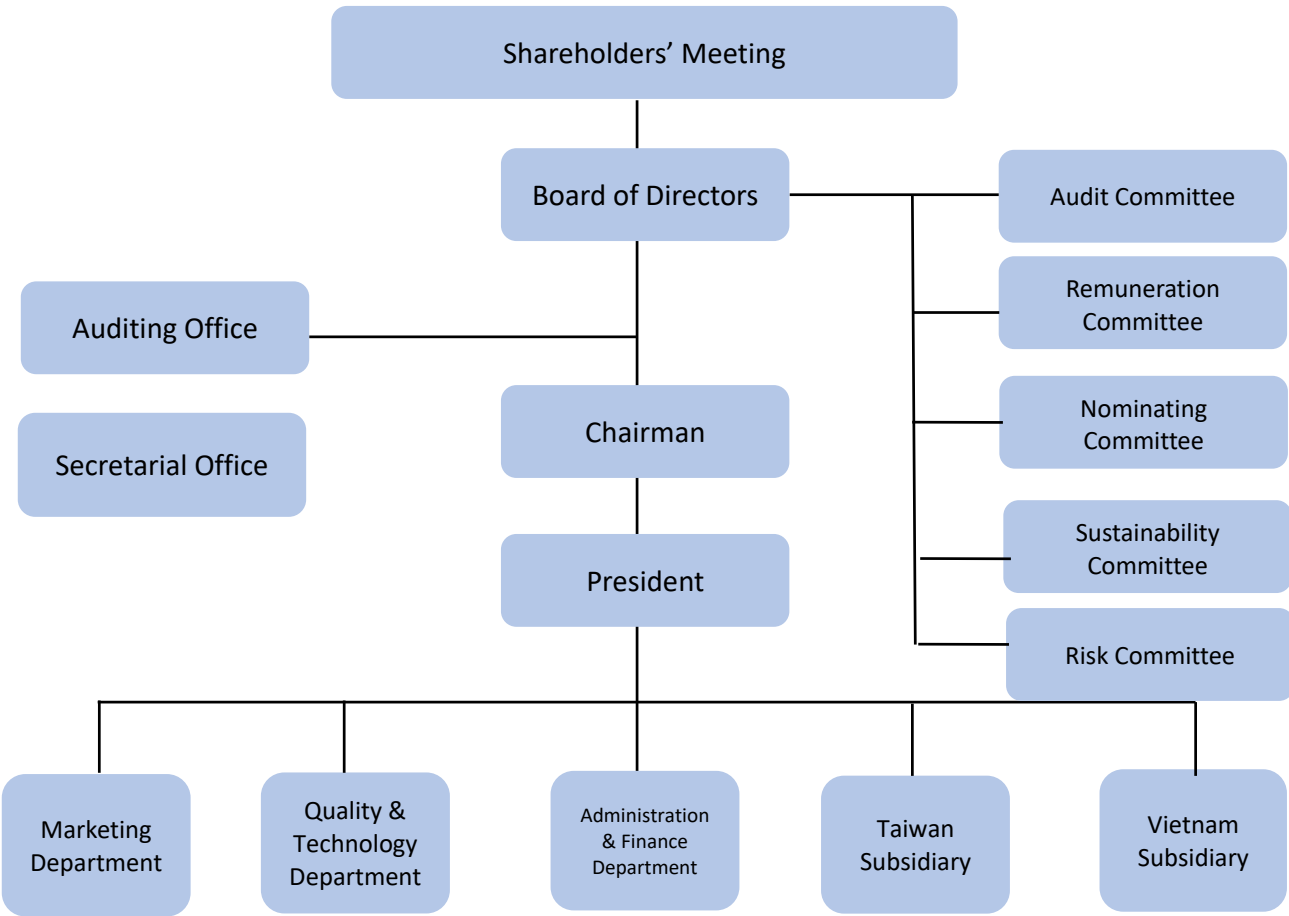 Shareholders’ Meeting
Board of Directors
Audit Committee
Remuneration
Committee
Auditing Office
Nominating
Committee
Chairman
Secretarial Office
Sustainability
Committee
President
Risk Committee
Marketing
Department
Quality &
Technology
Department
Administration
& Finance
Department
Taiwan
Subsidiary
Vietnam
Subsidiary